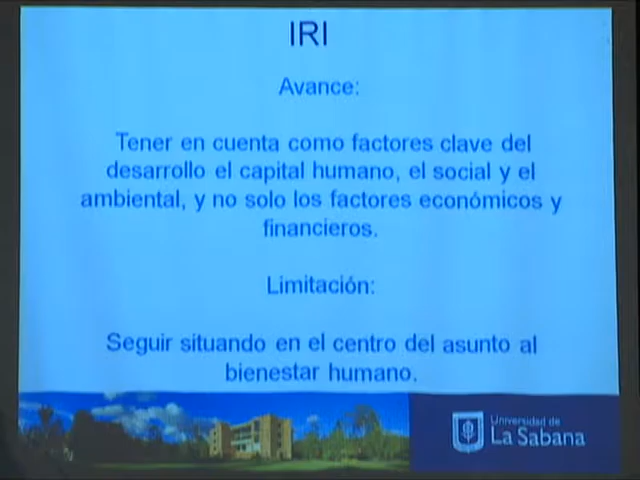 IRI
Avance:
Tener en cuenta como factores clave del
desarrollo el capital humano, el social y el
ambiental, y no solo los factores económicos y
financieros.
Limitación:
Seguir situando en el centro del asunto al
bienestar humano.
Universidad de
La Sabana